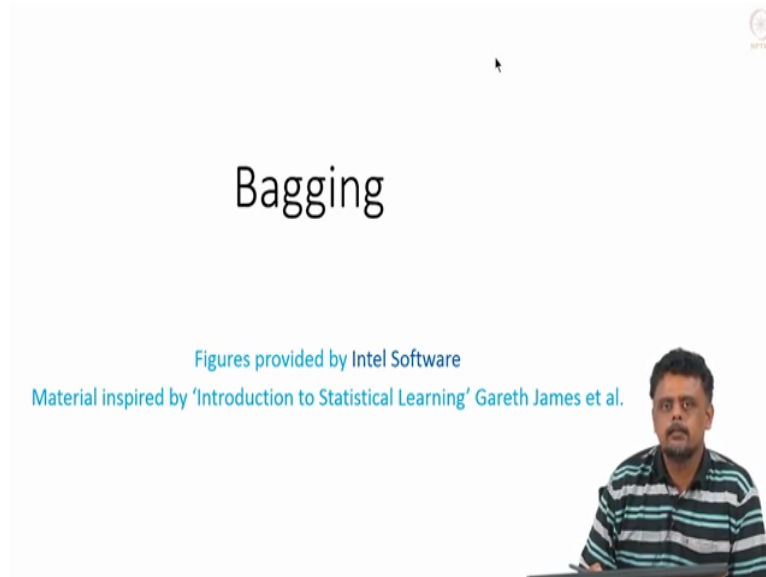 Bagging
Figures provided by Intel Software
Material inspired by ‘Introduction to Statistical Learning’ Gareth James et al.